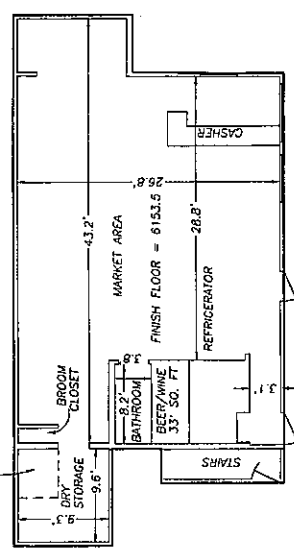 CASHER
26.8'
43.2'
MARKET AREA
FINISH FLOOR = 6153.5
28.8'
REFRIGERATOR
BROOM
CLOSET
3.8'
8.2'
BATHROOM
BEER/WINE
33' SQ. FT
3.1'
DRY
STORAGE
9.6'
9.3'
STAIRS